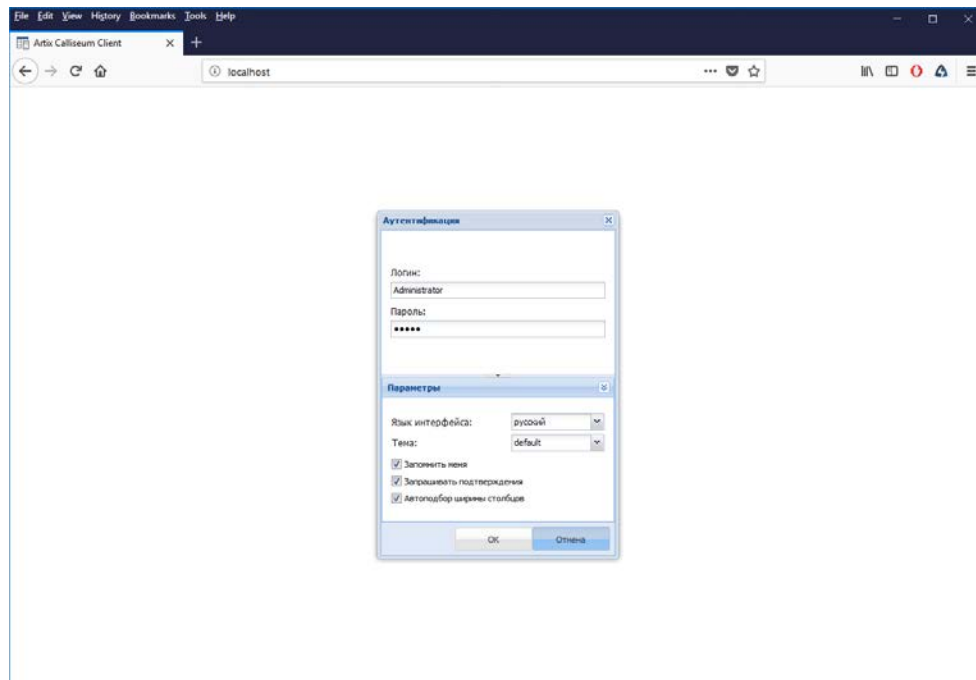 File Edit View History Bookmarks Tools Help
Artix Calliseum Client
localhost
Аутентификация
Логин:
Administrator
Пароль:
•••••
Параметры
Язык интерфейса: русский
Тема: default
Запомнить меня
Запрашивать подтверждения
Автоподбор ширины столбцов
OK Отмена